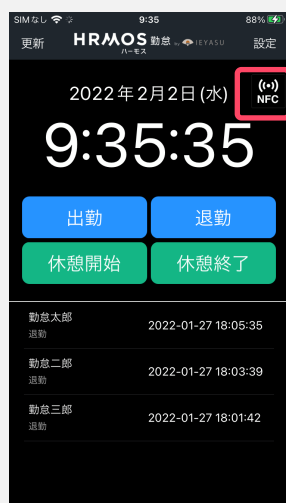 SIMなし 9:35 88%
更新 HRMOS 勤怠 by IEYASU 設定
ハーモス
2022年2月2日(水) NFC
9:35:35
出勤 退勤
休憩開始 休憩終了
勤怠太郎
退勤 2022-01-27 18:05:35
勤怠二郎
退勤 2022-01-27 18:03:39
勤怠三郎
退勤 2022-01-27 18:01:42